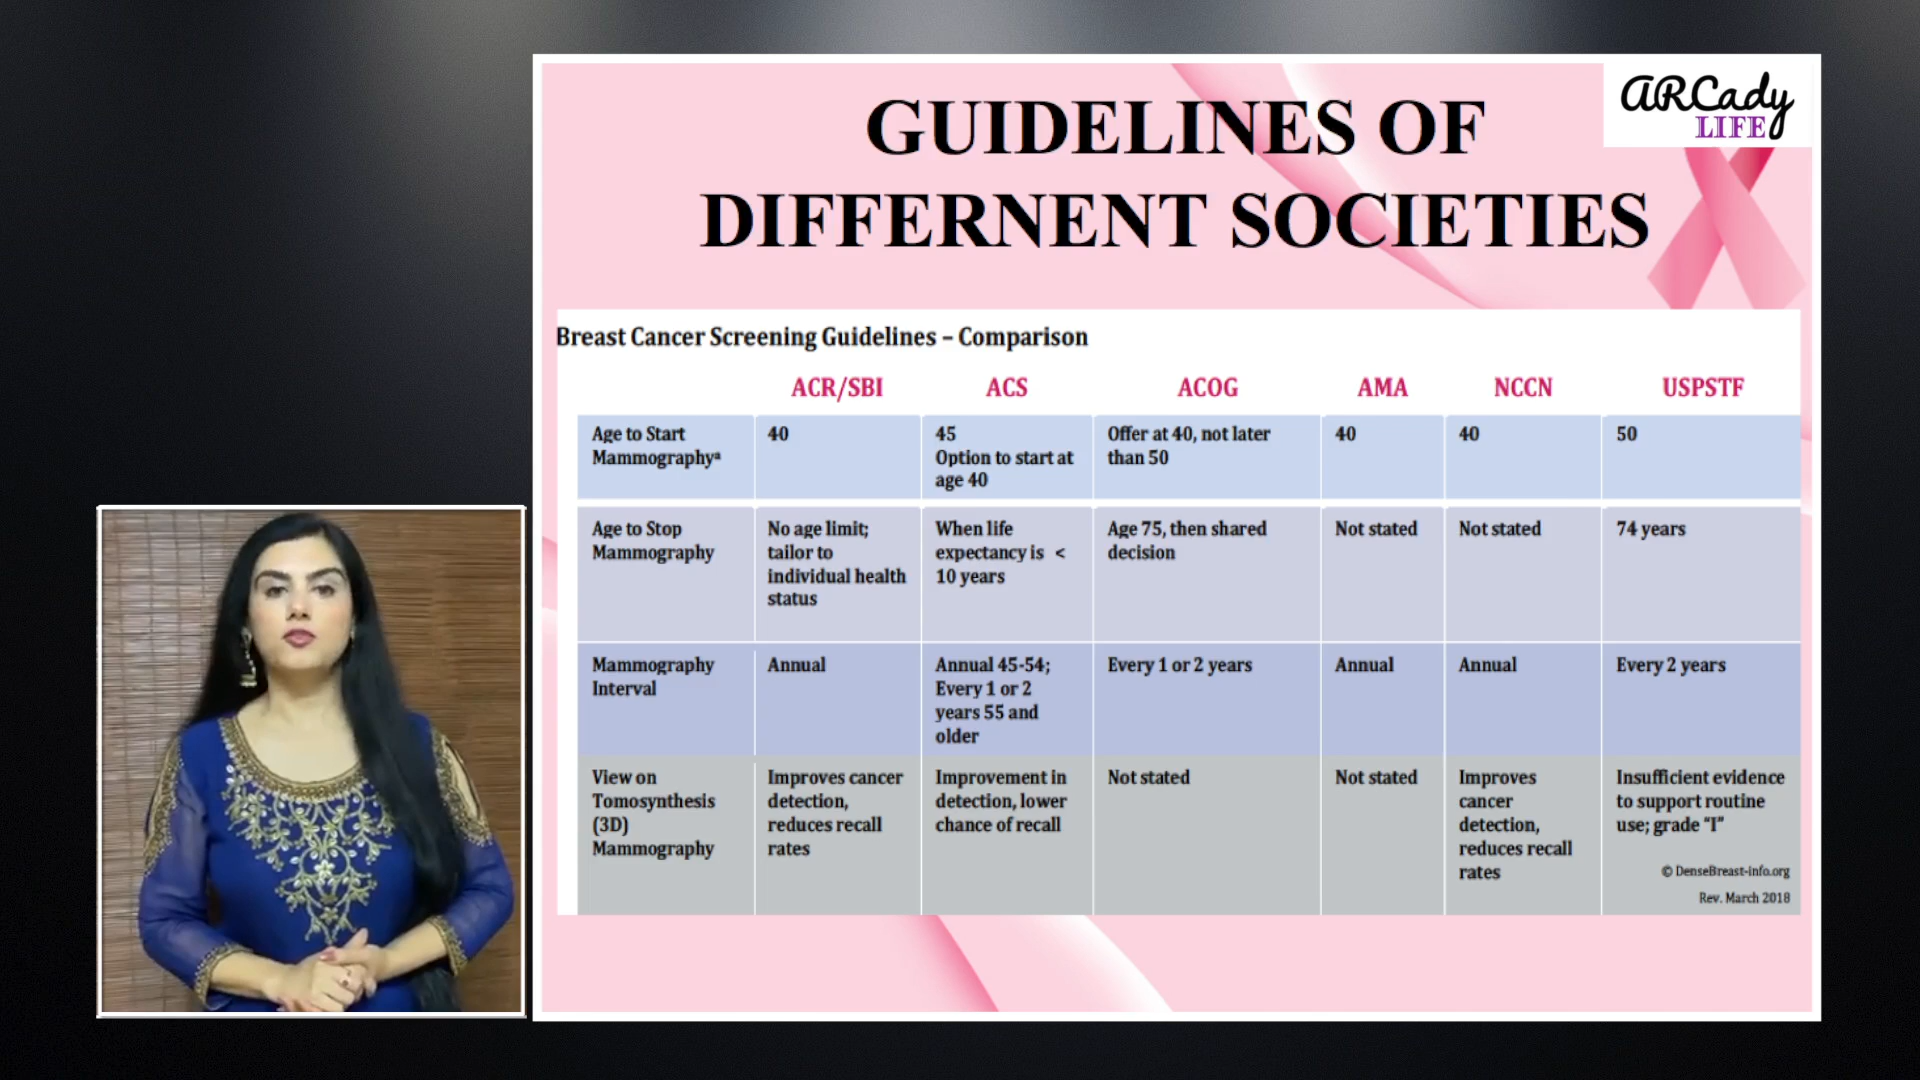 ARCady
LIFE
GUIDELINES OF
DIFFERNENT SOCIETIES
Breast Cancer Screening Guidelines – Comparison
ACR/SBI ACS ACOG AMA NCCN USPSTF
Age to Start
Mammographyª
40
45
Option to start at
age 40
Offer at 40, not later
than 50
40
40
50
Age to Stop
Mammography
No age limit;
tailor to
individual health
status
When life
expectancy is <
10 years
Age 75, then shared
decision
Not stated
Not stated
74 years
Mammography
Interval
Annual
Annual 45-54;
Every 1 or 2
years 55 and
older
Every 1 or 2 years
Annual
Annual
Every 2 years
View on
Tomosynthesis
(3D)
Mammography
Improves cancer
detection,
reduces recall
rates
Improvement in
detection, lower
chance of recall
Not stated
Not stated
Improves
cancer
detection,
reduces recall
rates
Insufficient evidence
to support routine
use; grade “I”
© DenseBreast-info.org
Rev. March 2018